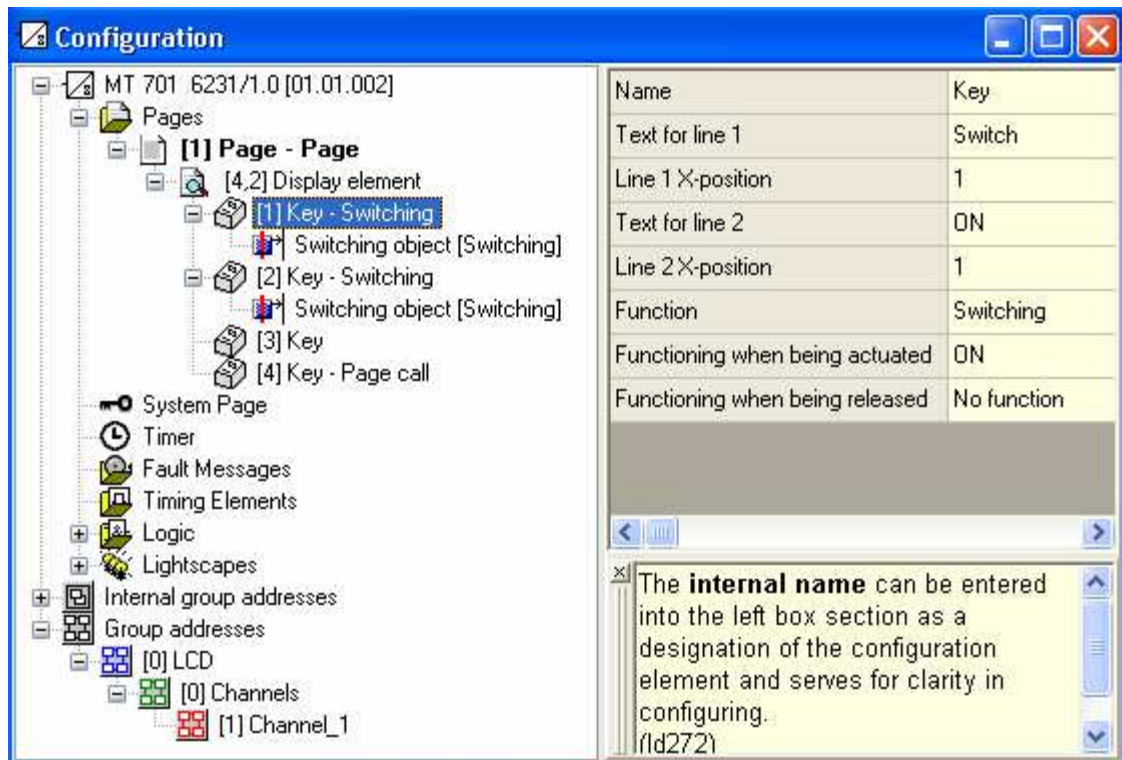 Configuration
MT 701 6231/1.0 [01.01.002]
Pages
[1] Page - Page
[4,2] Display element
[1] Key - Switching
Switching object [Switching]
[2] Key - Switching
Switching object [Switching]
[3] Key
[4] Key - Page call
System Page
Timer
Fault Messages
Timing Elements
Logic
Lightscapes
Internal group addresses
Group addresses
[0] LCD
[0] Channels
[1] Channel_1
Name Key
Text for line 1 Switch
Line 1 X-position 1
Text for line 2 ON
Line 2 X-position 1
Function Switching
Functioning when being actuated ON
Functioning when being released No function
The internal name can be entered
into the left box section as a
designation of the configuration
element and serves for clarity in
configuring.
(Id272)